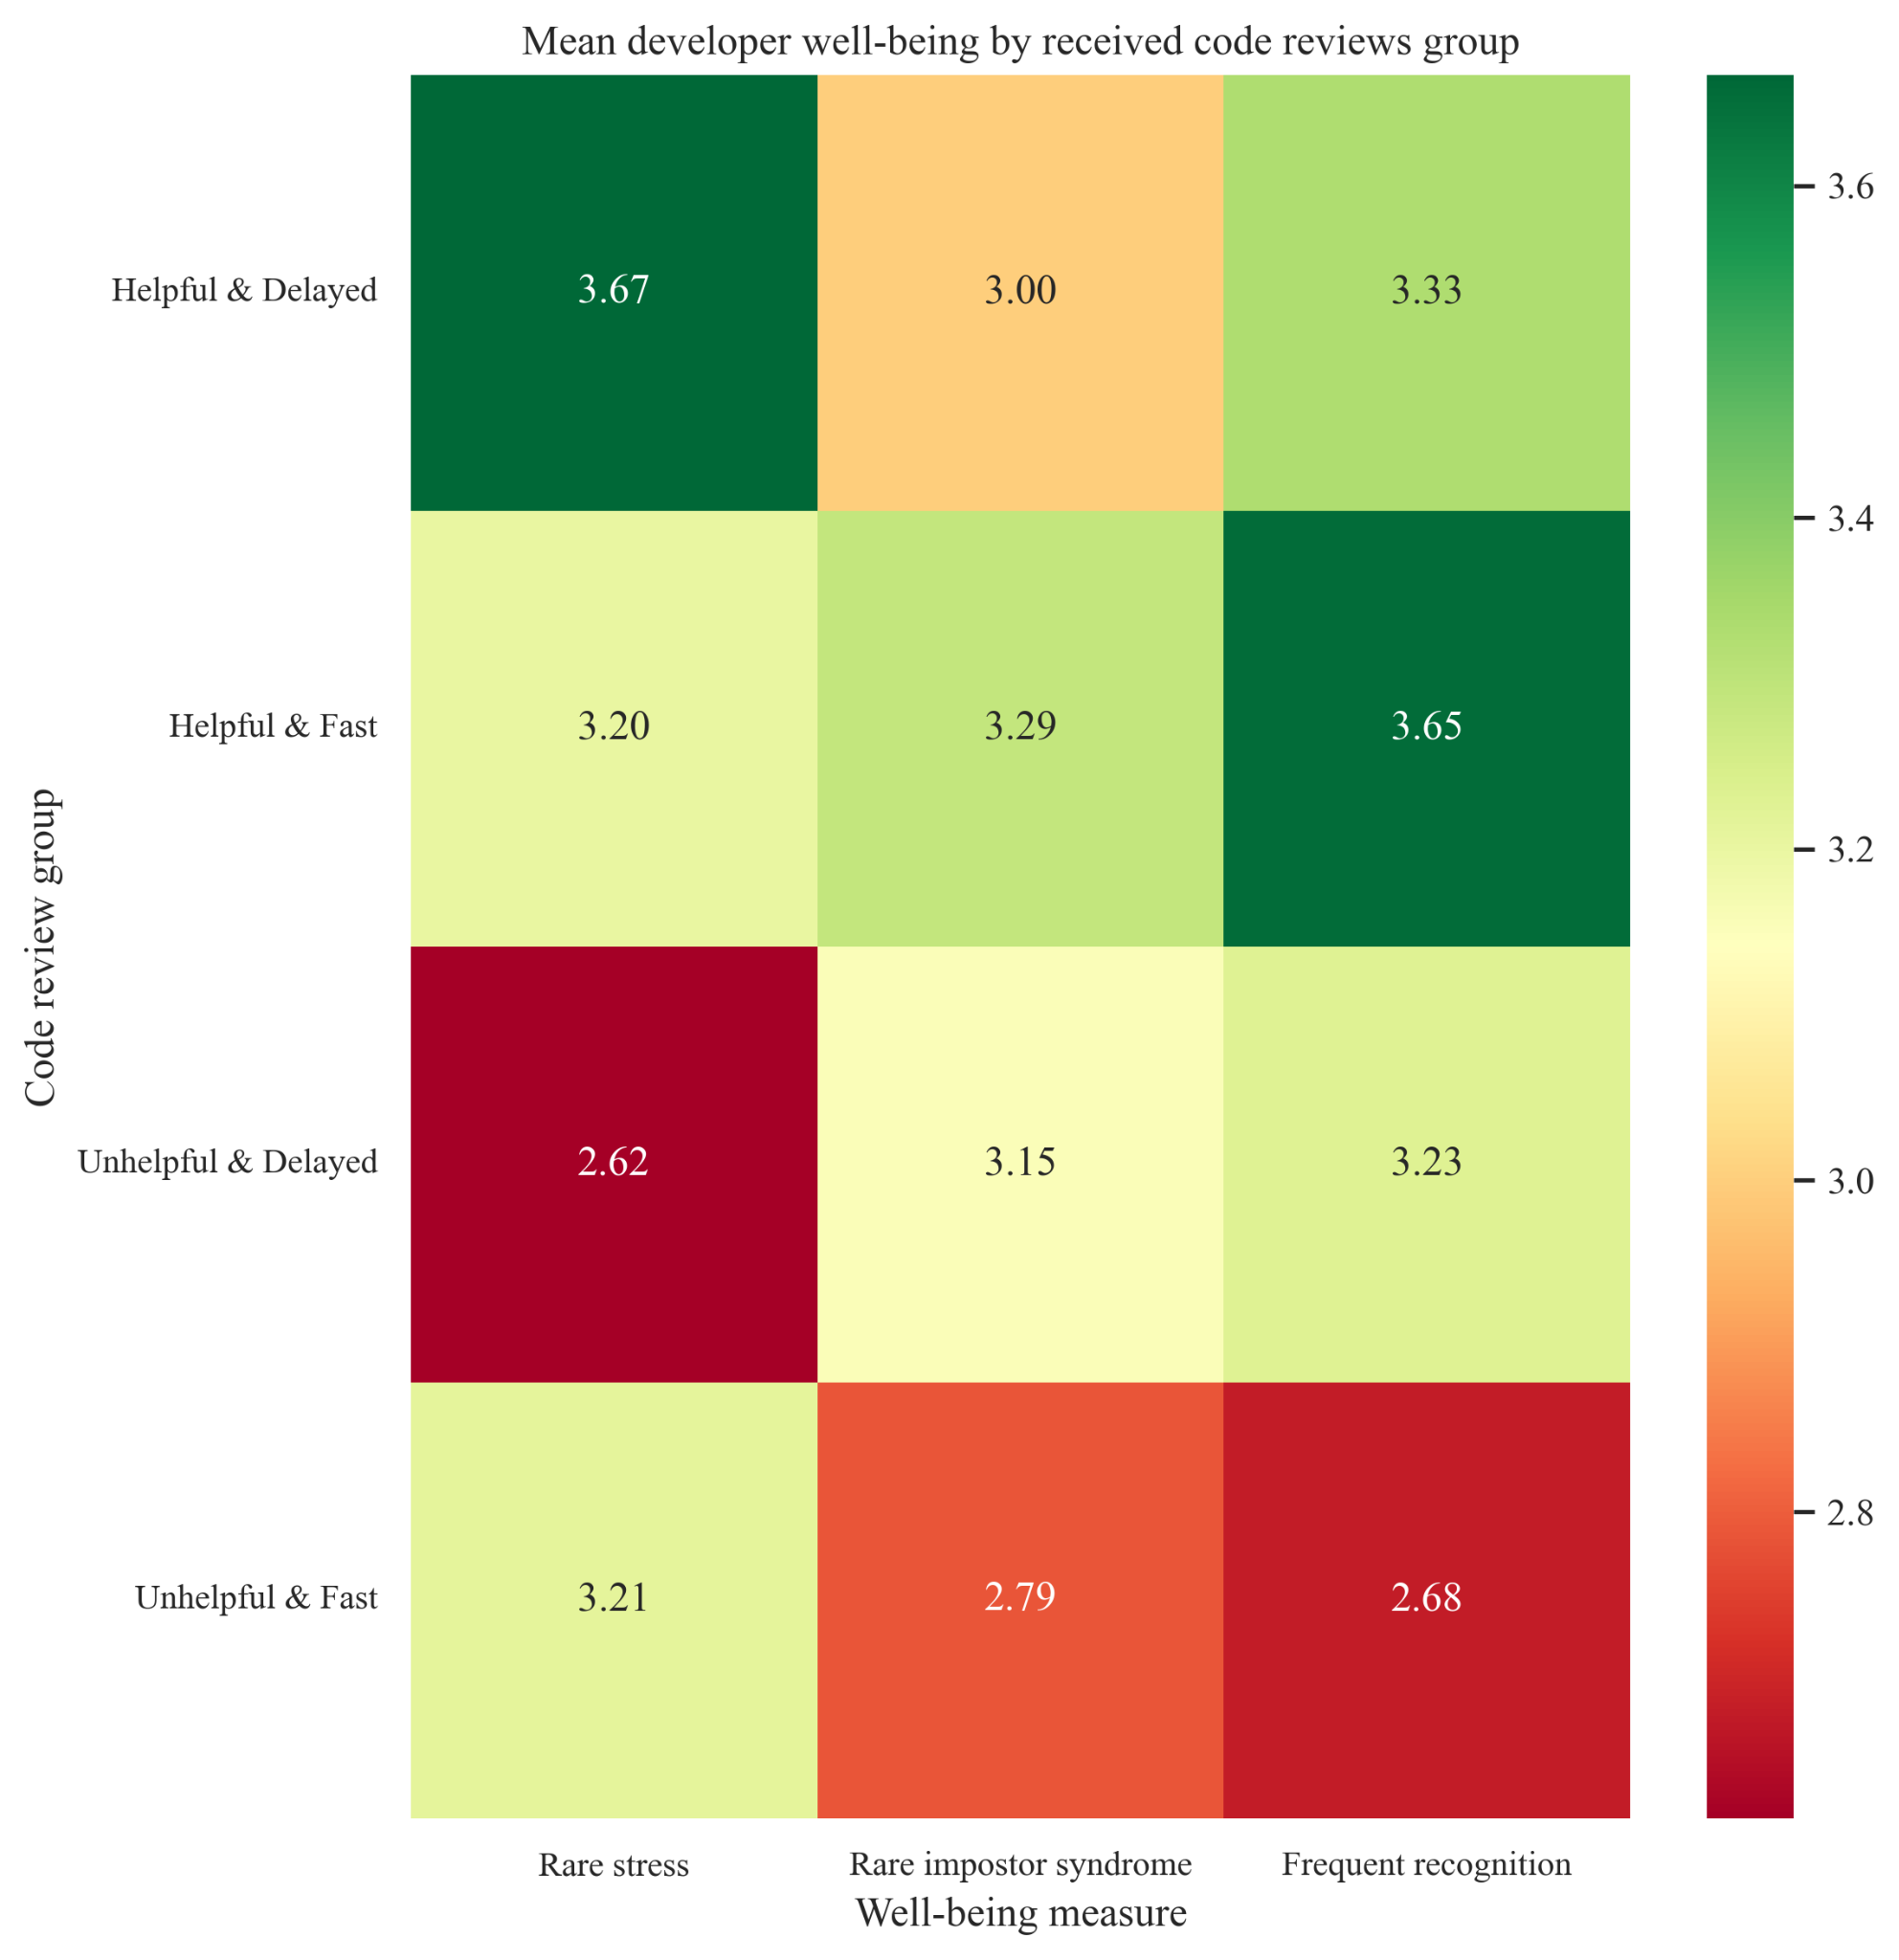 Mean developer well-being by received code reviews group
Code review group
Helpful & Delayed
3.67 3.00 3.33
Helpful & Fast
3.20 3.29 3.65
Unhelpful & Delayed
2.62 3.15 3.23
Unhelpful & Fast
3.21 2.79 2.68
Rare stress
Rare impostor syndrome
Frequent recognition
Well-being measure
3.6
3.4
3.2
3.0
2.8